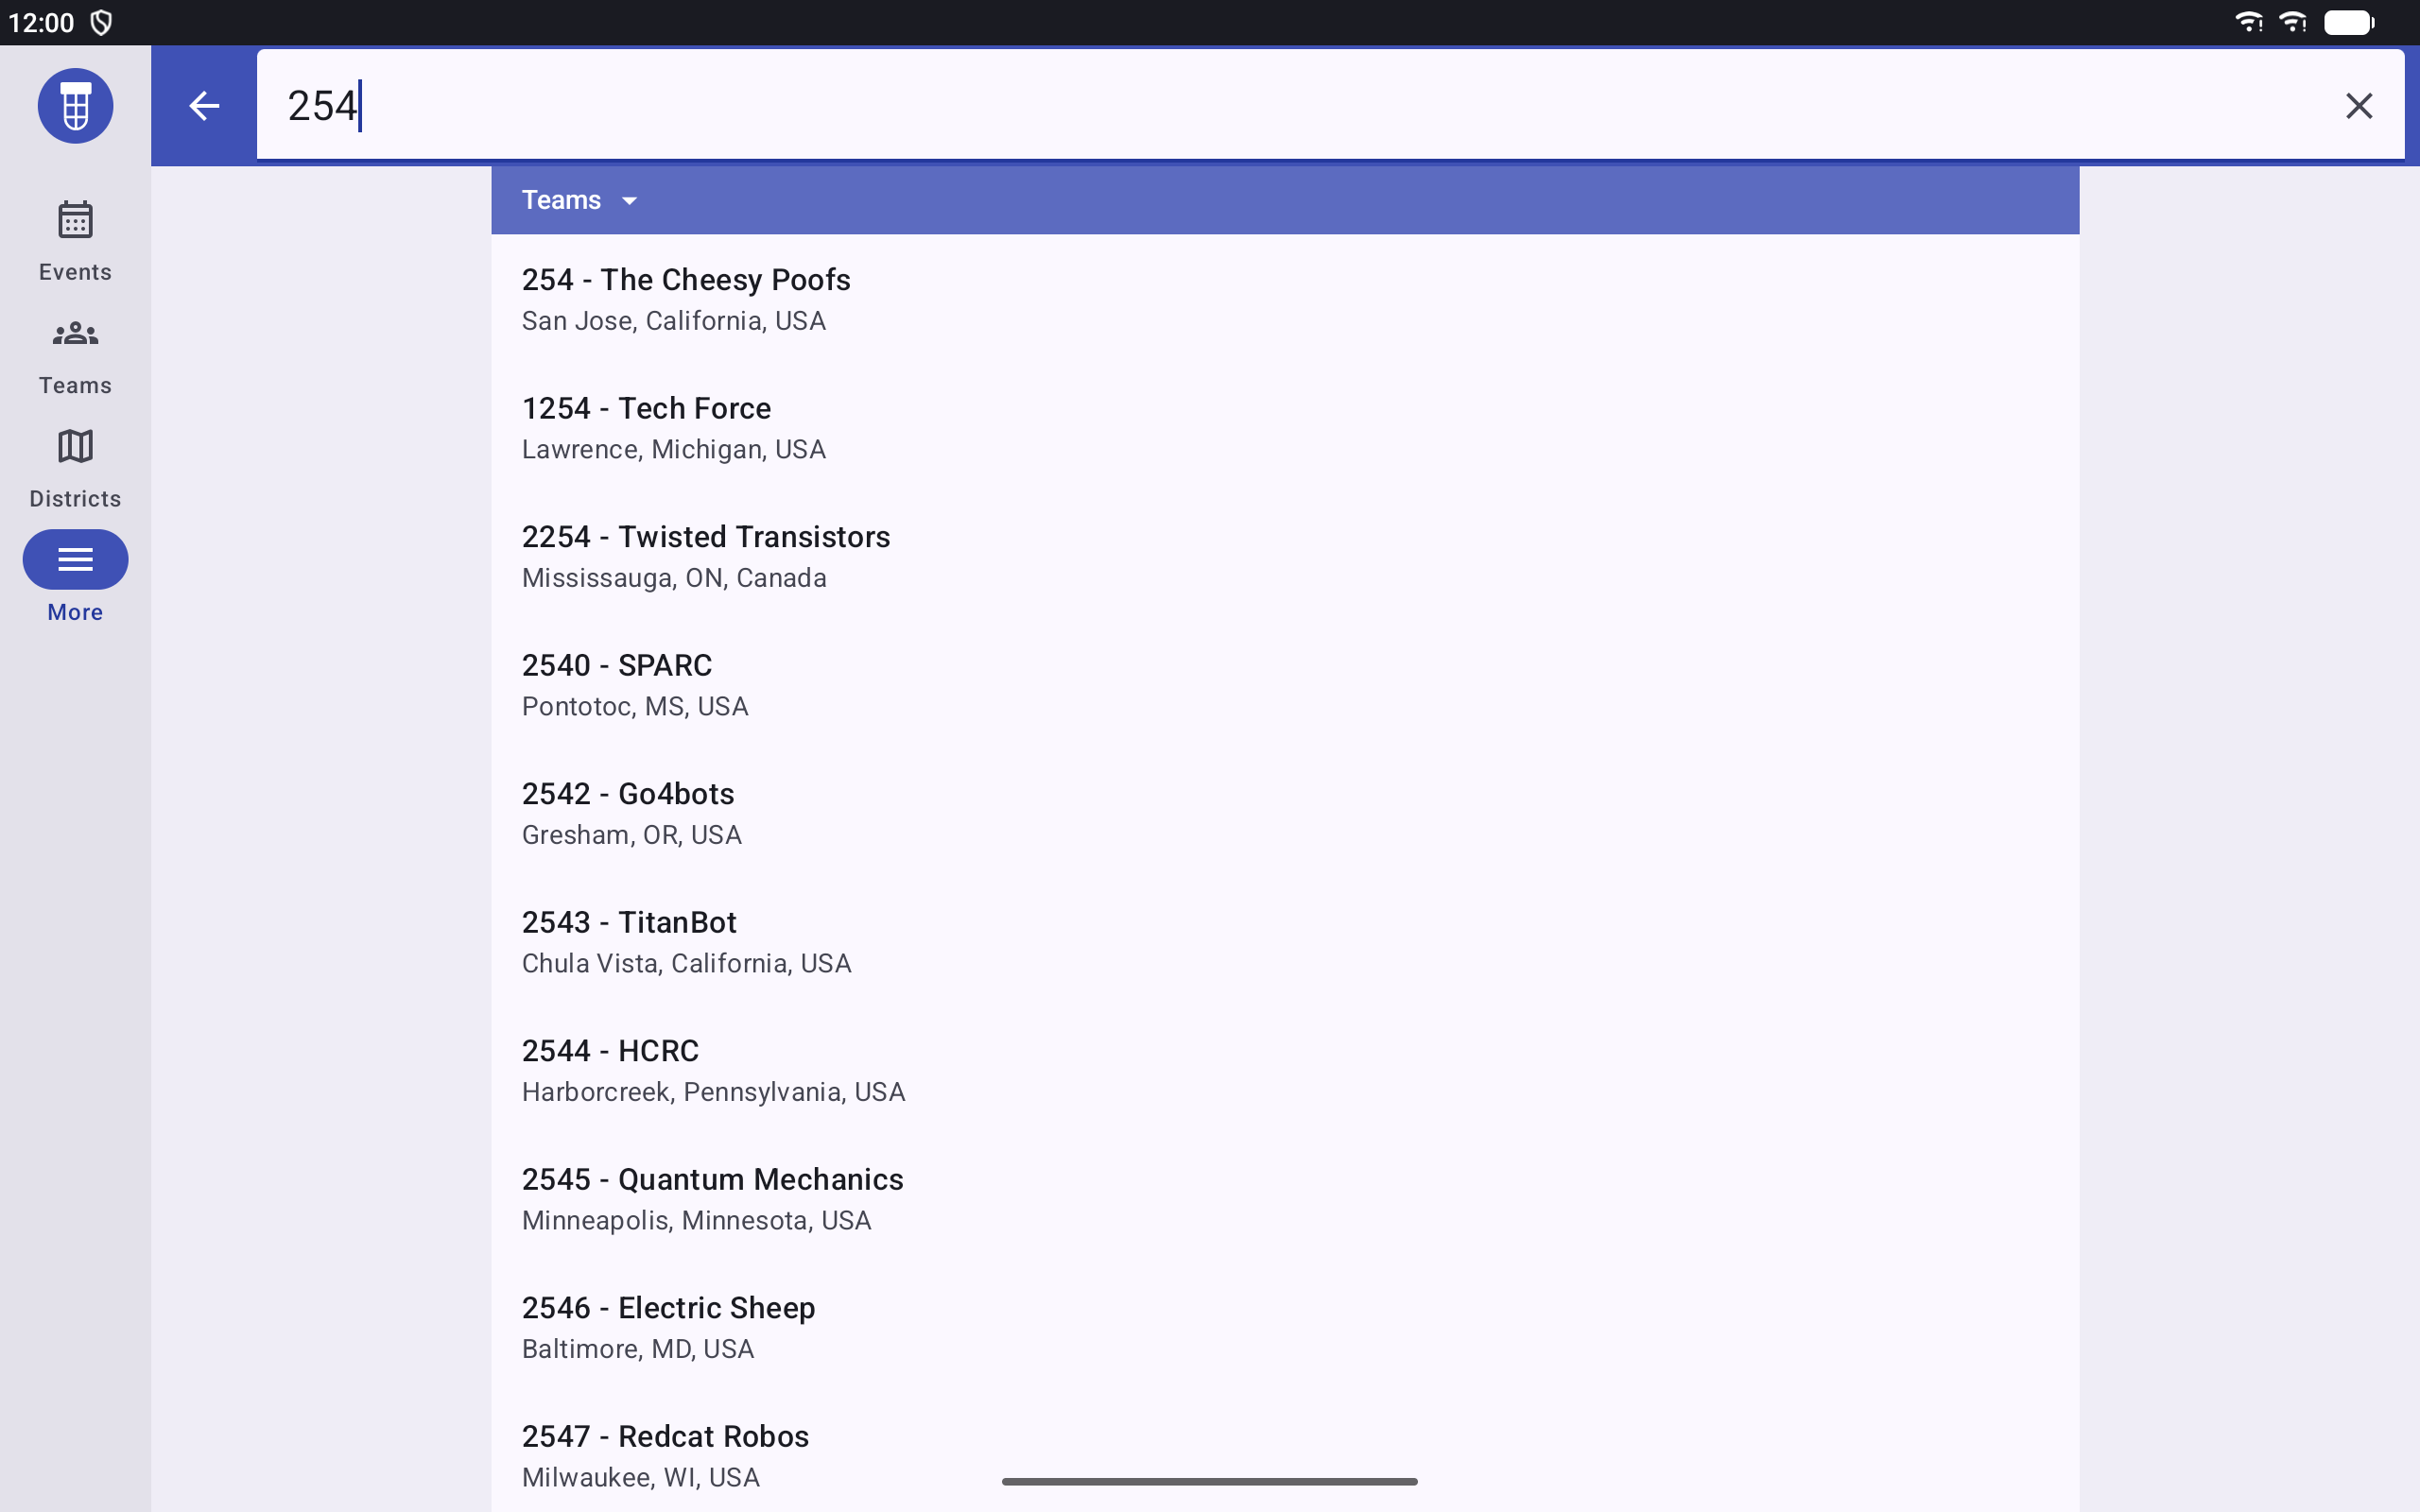 12:00
254
Events
Teams
Districts
More
Teams
254 - The Cheesy Poofs
San Jose, California, USA
1254 - Tech Force
Lawrence, Michigan, USA
2254 - Twisted Transistors
Mississauga, ON, Canada
2540 - SPARC
Pontotoc, MS, USA
2542 - Go4bots
Gresham, OR, USA
2543 - TitanBot
Chula Vista, California, USA
2544 - HCRC
Harborcreek, Pennsylvania, USA
2545 - Quantum Mechanics
Minneapolis, Minnesota, USA
2546 - Electric Sheep
Baltimore, MD, USA
2547 - Redcat Robos
Milwaukee, WI, USA